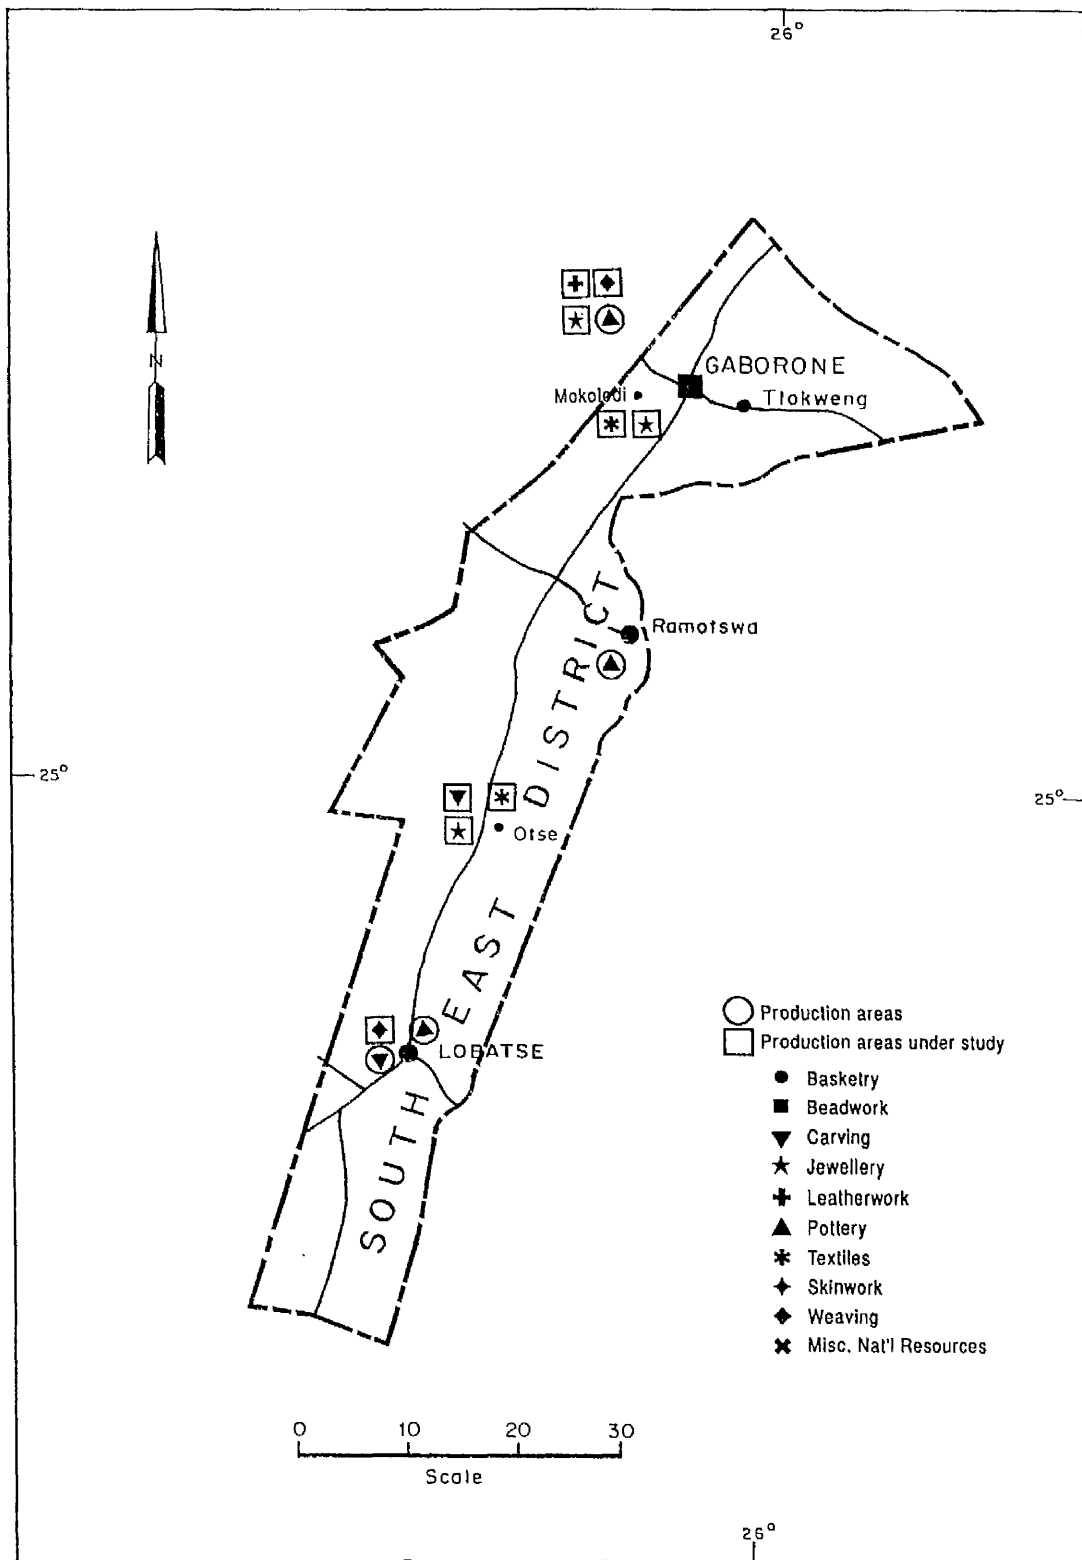 26°
N
GABORONE
Mokolodi
Tlokweng
Ramotswa
25°
25°
Otse
LOBATSE
SOUTH EAST DISTRICT
Production areas
Production areas under study
Basketry
Beadwork
Carving
Jewellery
Leatherwork
Pottery
Textiles
Skinwork
Weaving
Misc. Nat'l Resources
0 10 20 30
Scale
26°